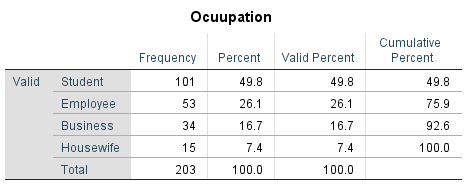 Ocuupation
Frequency Percent Valid Percent Cumulative Percent
Valid Student 101 49.8 49.8 49.8
Employee 53 26.1 26.1 75.9
Business 34 16.7 16.7 92.6
Housewife 15 7.4 7.4 100.0
Total 203 100.0 100.0